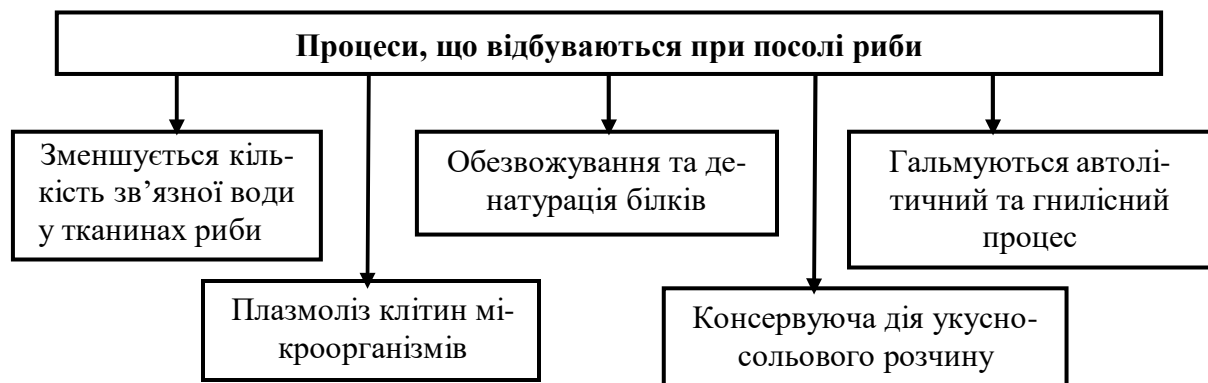 Процеси, що відбуваються при посолі риби
Зменшується кіль-
кість зв’язної води
у тканинах риби
Обезвожування та де-
натурація білків
Гальмуються автолі-
тичний та гнилісний
процес
Плазмоліз клітин мі-
кроорганізмів
Консервуюча дія укусно-
сольового розчину